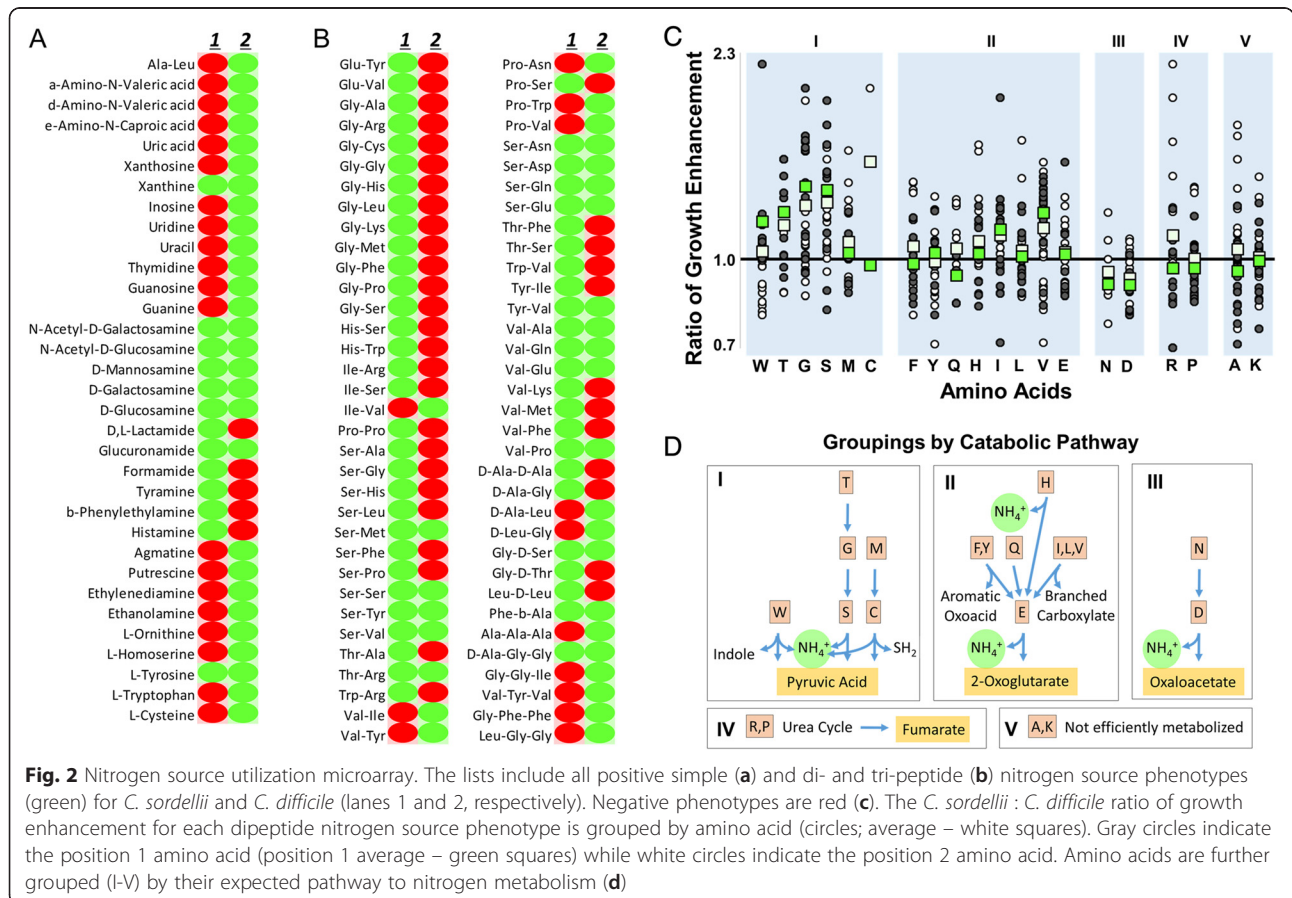 A
1 2
Ala-Leu
a-Amino-N-Valeric acid
d-Amino-N-Valeric acid
e-Amino-N-Caproic acid
Uric acid
Xanthosine
Xanthine
Inosine
Uridine
Uracil
Thymidine
Guanosine
Guanine
N-Acetyl-D-Galactosamine
N-Acetyl-D-Glucosamine
D-Mannosamine
D-Galactosamine
D-Glucosamine
D,L-Lactamide
Glucuronamide
Formamide
Tyramine
b-Phenylethylamine
Histamine
Agmatine
Putrescine
Ethylenediamine
Ethanolamine
L-Ornithine
L-Homoserine
L-Tyrosine
L-Tryptophan
L-Cysteine
B
1 2
Glu-Tyr
Glu-Val
Gly-Ala
Gly-Arg
Gly-Cys
Gly-Gly
Gly-His
Gly-Leu
Gly-Lys
Gly-Met
Gly-Phe
Gly-Pro
Gly-Ser
His-Ser
His-Trp
Ile-Arg
Ile-Ser
Ile-Val
Pro-Pro
Ser-Ala
Ser-Gly
Ser-His
Ser-Leu
Ser-Met
Ser-Phe
Ser-Pro
Ser-Ser
Ser-Tyr
Ser-Val
Thr-Ala
Thr-Arg
Trp-Arg
Val-Ile
Val-Tyr
1 2
Pro-Asn
Pro-Ser
Pro-Trp
Pro-Val
Ser-Asn
Ser-Asp
Ser-Gln
Ser-Glu
Thr-Phe
Thr-Ser
Trp-Val
Tyr-Ile
Tyr-Val
Val-Ala
Val-Gln
Val-Glu
Val-Lys
Val-Met
Val-Phe
Val-Pro
D-Ala-D-Ala
D-Ala-Gly
D-Ala-Leu
D-Leu-Gly
Gly-D-Ser
Gly-D-Thr
Leu-D-Leu
Phe-b-Ala
Ala-Ala-Ala
D-Ala-Gly-Gly
Gly-Gly-Ile
Val-Tyr-Val
Gly-Phe-Phe
Leu-Gly-Gly
C
I II III IV V
2.3
1.0
0.7
Ratio of Growth Enhancement
W T G S M C F Y Q H I L V E N D R P A K
Amino Acids
D
Groupings by Catabolic Pathway
I
T
G M
W S C
Indole NH₄⁺ SH₂
Pyruvic Acid
II
H
NH₄⁺
F,Y Q I,L,V
Aromatic Oxoacid
E
Branched Carboxylate
NH₄⁺
2-Oxoglutarate
III
N
D
NH₄⁺
Oxaloacetate
IV R,P Urea Cycle Fumarate
V A,K Not efficiently metabolized
Fig. 2 Nitrogen source utilization microarray. The lists include all positive simple (a) and di- and tri-peptide (b) nitrogen source phenotypes
(green) for C. sordellii and C. difficile (lanes 1 and 2, respectively). Negative phenotypes are red (c). The C. sordellii : C. difficile ratio of growth
enhancement for each dipeptide nitrogen source phenotype is grouped by amino acid (circles; average – white squares). Gray circles indicate
the position 1 amino acid (position 1 average – green squares) while white circles indicate the position 2 amino acid. Amino acids are further
grouped (I-V) by their expected pathway to nitrogen metabolism (d)